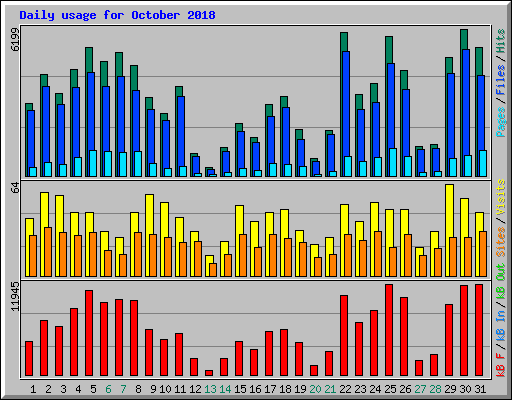 Daily usage for October 2018
6199
Pages / Files / Hits
64
Sites / Visits
11945
kB F / kB In / kB Out
1 2 3 4 5 6 7 8 9 10 11 12 13 14 15 16 17 18 19 20 21 22 23 24 25 26 27 28 29 30 31